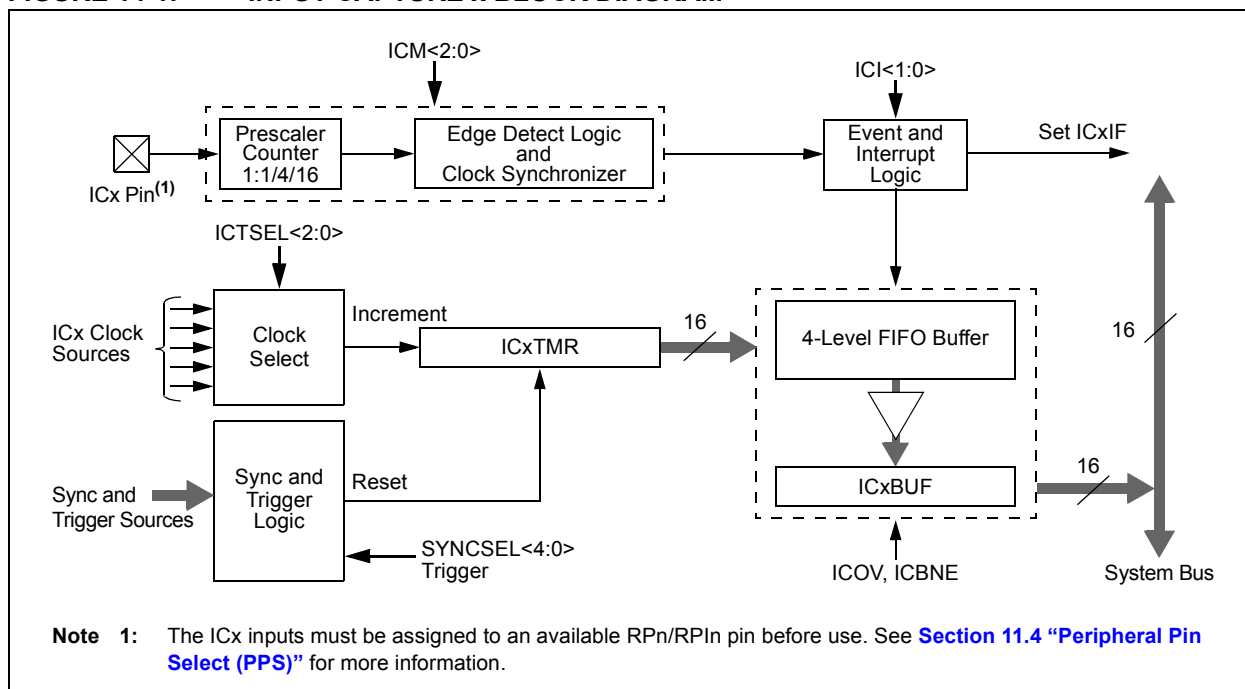 ICM<2:0>
ICI<1:0>
Prescaler
Counter
1:1/4/16
Edge Detect Logic
and
Clock Synchronizer
Event and
Interrupt
Logic
Set ICxIF
ICx Pin(1)
ICTSEL<2:0>
ICx Clock
Sources
Clock
Select
Increment
ICxTMR
16
4-Level FIFO Buffer
16
Sync and
Trigger Sources
Sync and
Trigger
Logic
Reset
ICxBUF
16
SYNCSEL<4:0>
Trigger
ICOV, ICBNE
System Bus
Note 1: The ICx inputs must be assigned to an available RPn/RPIn pin before use. See Section 11.4 “Peripheral Pin
Select (PPS)” for more information.